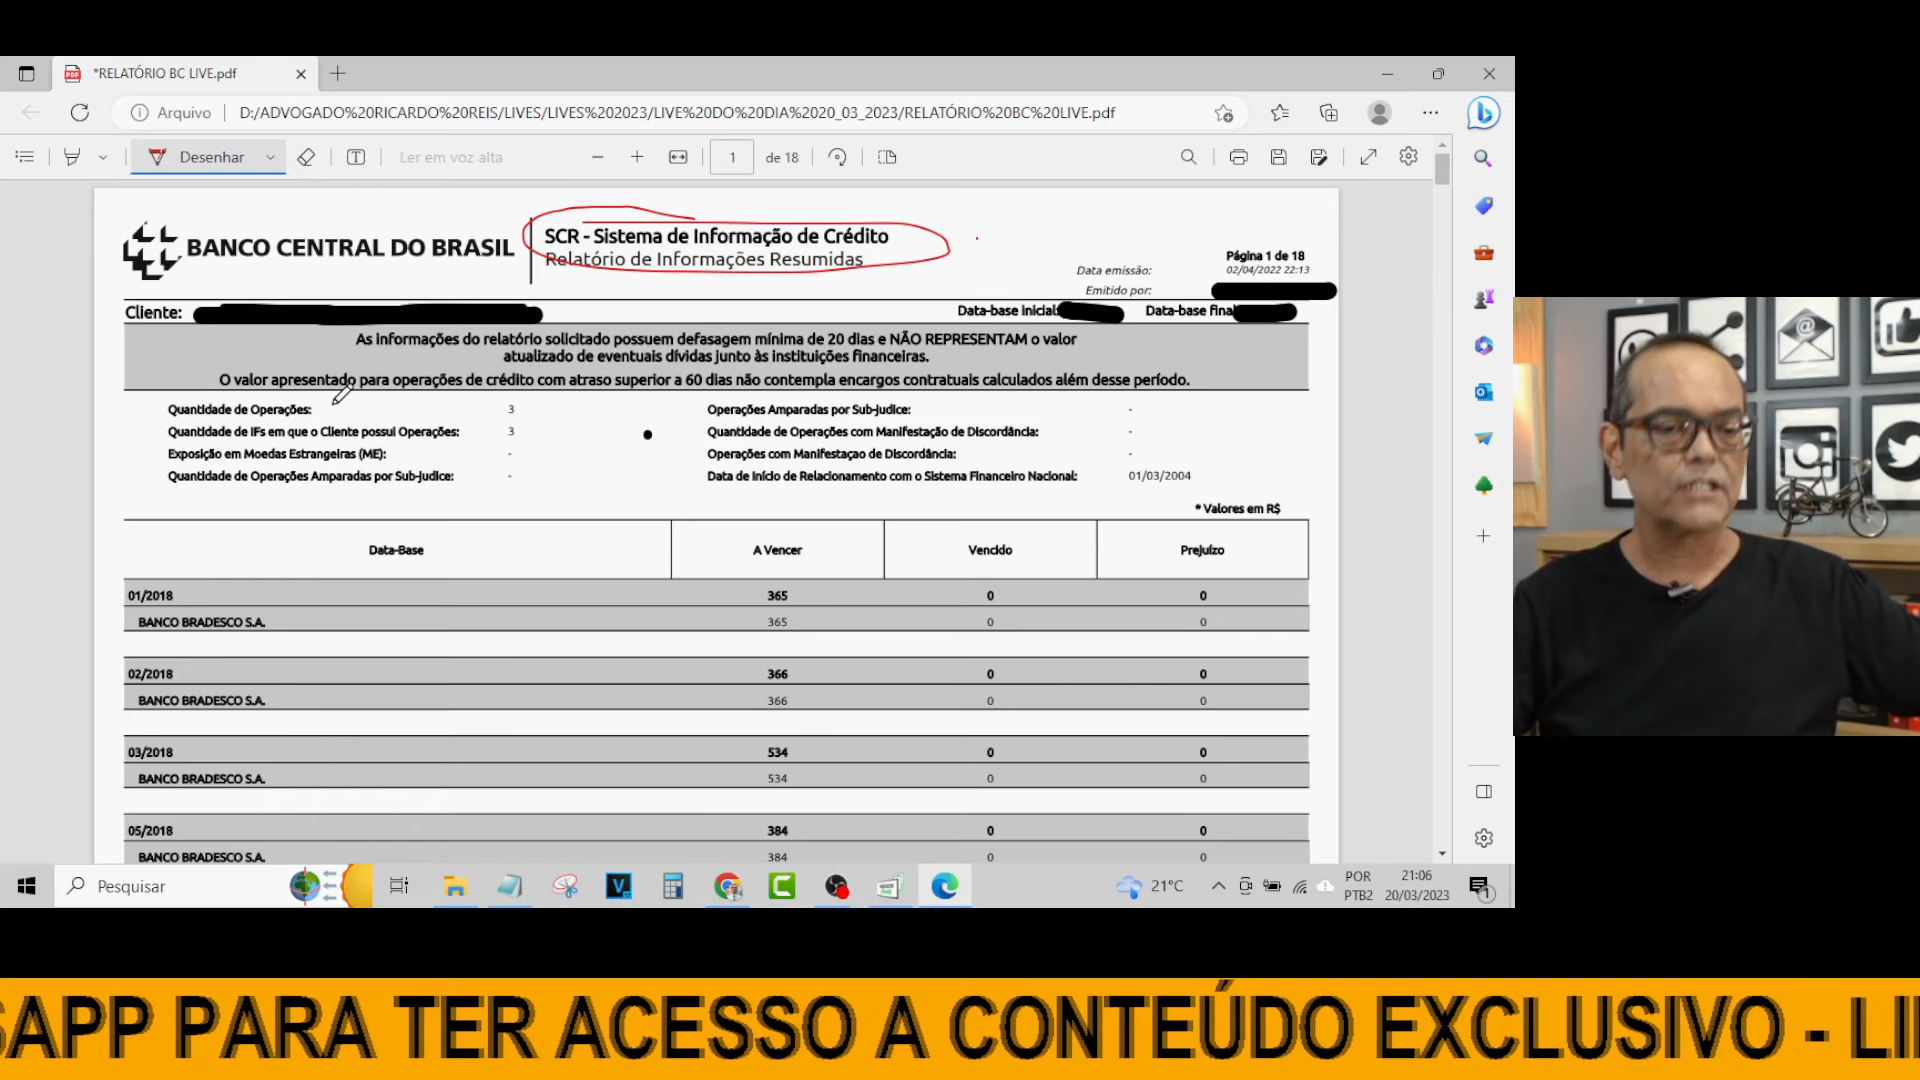 *RELATÓRIO BC LIVE.pdf
Arquivo
D:/ADVOGADO%20RICARDO%20REIS/LIVES/LIVES%202023/LIVE%20DO%20DIA%2020_03_2023/RELATÓRIO%20BC%20LIVE.pdf
Desenhar
Ler em voz alta
1
de 18
BANCO CENTRAL DO BRASIL
SCR - Sistema de Informação de Crédito
Relatório de Informações Resumidas
Página 1 de 18
Data emissão:
02/04/2022 22:13
Emitido por:
Cliente:
Data-base inicial:
Data-base final
As informações do relatório solicitado possuem defasagem mínima de 20 dias e NÃO REPRESENTAM o valor
atualizado de eventuais dívidas junto às instituições financeiras.
O valor apresentado para operações de crédito com atraso superior a 60 dias não contempla encargos contratuais calculados além desse período.
Quantidade de Operações: 3
Operações Amparadas por Sub-judice: -
Quantidade de IFs em que o Cliente possui Operações: 3
Quantidade de Operações com Manifestação de Discordância: -
Exposição em Moedas Estrangeiras (ME): -
Operações com Manifestaçao de Discordância: -
Quantidade de Operações Amparadas por Sub-judice: -
Data de Início de Relacionamento com o Sistema Financeiro Nacional: 01/03/2004
* Valores em R$
Data-Base A Vencer Vencido Prejuízo
01/2018 365 0 0
BANCO BRADESCO S.A. 365 0 0
02/2018 366 0 0
BANCO BRADESCO S.A. 366 0 0
03/2018 534 0 0
BANCO BRADESCO S.A. 534 0 0
05/2018 384 0 0
BANCO BRADESCO S.A. 384 0 0
Pesquisar
21°C
POR
PTB2
21:06
20/03/2023
1
SAPP PARA TER ACESSO A CONTEÚDO EXCLUSIVO - LI